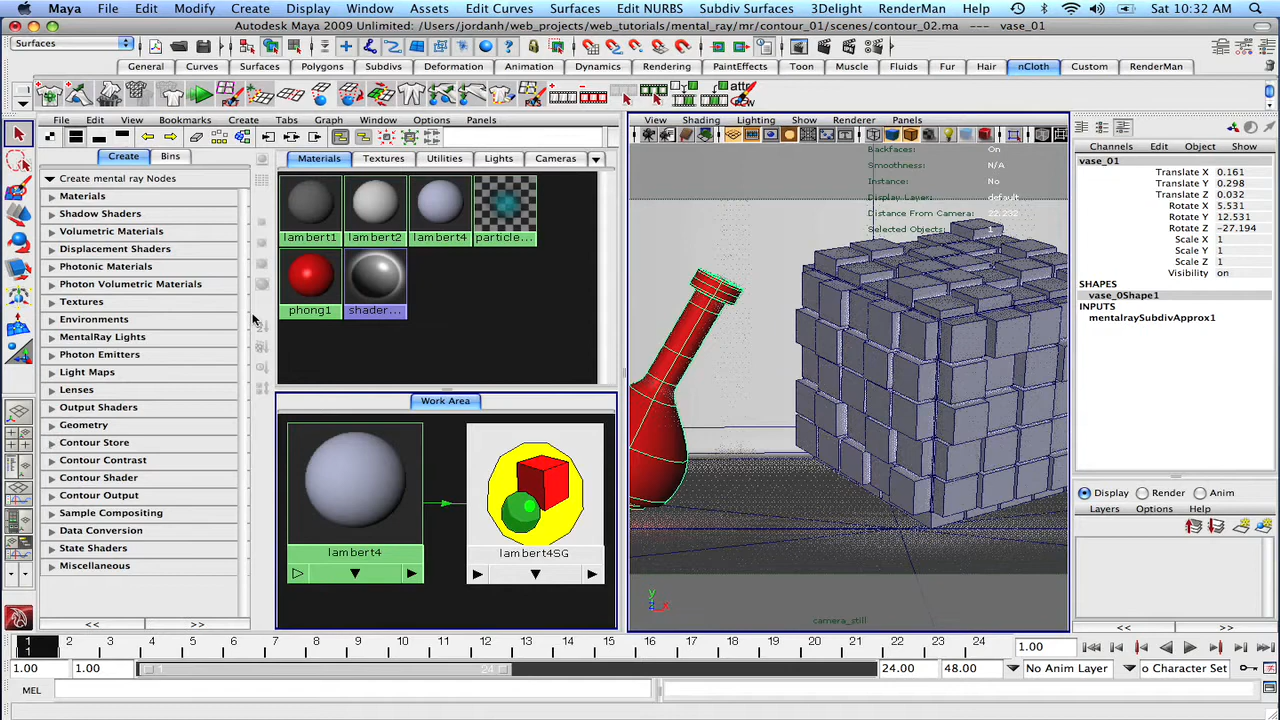 Maya File Edit Modify Create Display Window Assets Edit Curves Surfaces Edit NURBS Subdiv Surfaces 3Delight RenderMan Help Sat 10:32 AM
Autodesk Maya 2009 Unlimited: /Users/jordanh/web_projects/web_tutorials/mental_ray/mr/contour_01/scenes/contour_02.ma --- vase_01
Surfaces
General Curves Surfaces Polygons Subdivs Deformation Animation Dynamics Rendering PaintEffects Toon Muscle Fluids Fur Hair nCloth Custom RenderMan
File Edit View Bookmarks Create Tabs Graph Window Options Panels
View Shading Lighting Show Renderer Panels
Channels Edit Object Show
Create Bins
Materials Textures Utilities Lights Cameras
Create mental ray Nodes
Materials
Shadow Shaders
Volumetric Materials
Displacement Shaders
Photonic Materials
Photon Volumetric Materials
Textures
Environments
MentalRay Lights
Photon Emitters
Light Maps
Lenses
Output Shaders
Geometry
Contour Store
Contour Contrast
Contour Shader
Contour Output
Sample Compositing
Data Conversion
State Shaders
Miscellaneous
<< >>
lambert1 lambert2 lambert4 particle...
phong1 shader...
Work Area
lambert4 lambert4SG
Backfaces: On
Smoothness: N/A
Instance: No
Display Layer: default
Distance From Camera: 22.232
Selected Objects: 1
y
z x
camera_still
vase_01
Translate X 0.161
Translate Y 0.298
Translate Z 0.032
Rotate X 5.531
Rotate Y 12.531
Rotate Z -27.194
Scale X 1
Scale Y 1
Scale Z 1
Visibility on
SHAPES
vase_0Shape1
INPUTS
mentalraySubdivApprox1
Display Render Anim
Layers Options Help
<< >>
1 2 3 4 5 6 7 8 9 10 11 12 13 14 15 16 17 18 19 20 21 22 23 24 1.00
1
1.00 1.00 24 24.00 48.00 No Anim Layer o Character Set
MEL